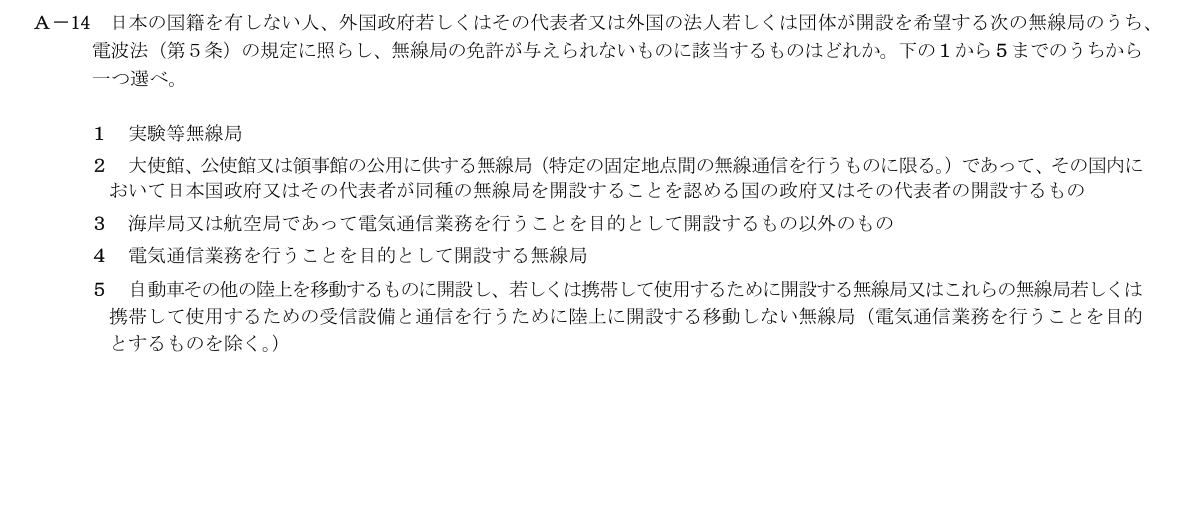 A－14　日本の国籍を有しない人、外国政府若しくはその代表者又は外国の法人若しくは団体が開設を希望する次の無線局のうち、
電波法（第５条）の規定に照らし、無線局の免許が与えられないものに該当するものはどれか。下の1から5までのうちから
一つ選べ。
1　実験等無線局
2　大使館、公使館又は領事館の公用に供する無線局（特定の固定地点間の無線通信を行うものに限る。）であって、その国内に
おいて日本国政府又はその代表者が同種の無線局を開設することを認める国の政府又はその代表者の開設するもの
3　海岸局又は航空局であって電気通信業務を行うことを目的として開設するもの以外のもの
4　電気通信業務を行うことを目的として開設する無線局
5　自動車その他の陸上を移動するものに開設し、若しくは携帯して使用するために開設する無線局又はこれらの無線局若しくは
携帯して使用するための受信設備と通信を行うために陸上に開設する移動しない無線局（電気通信業務を行うことを目的
とするものを除く。）